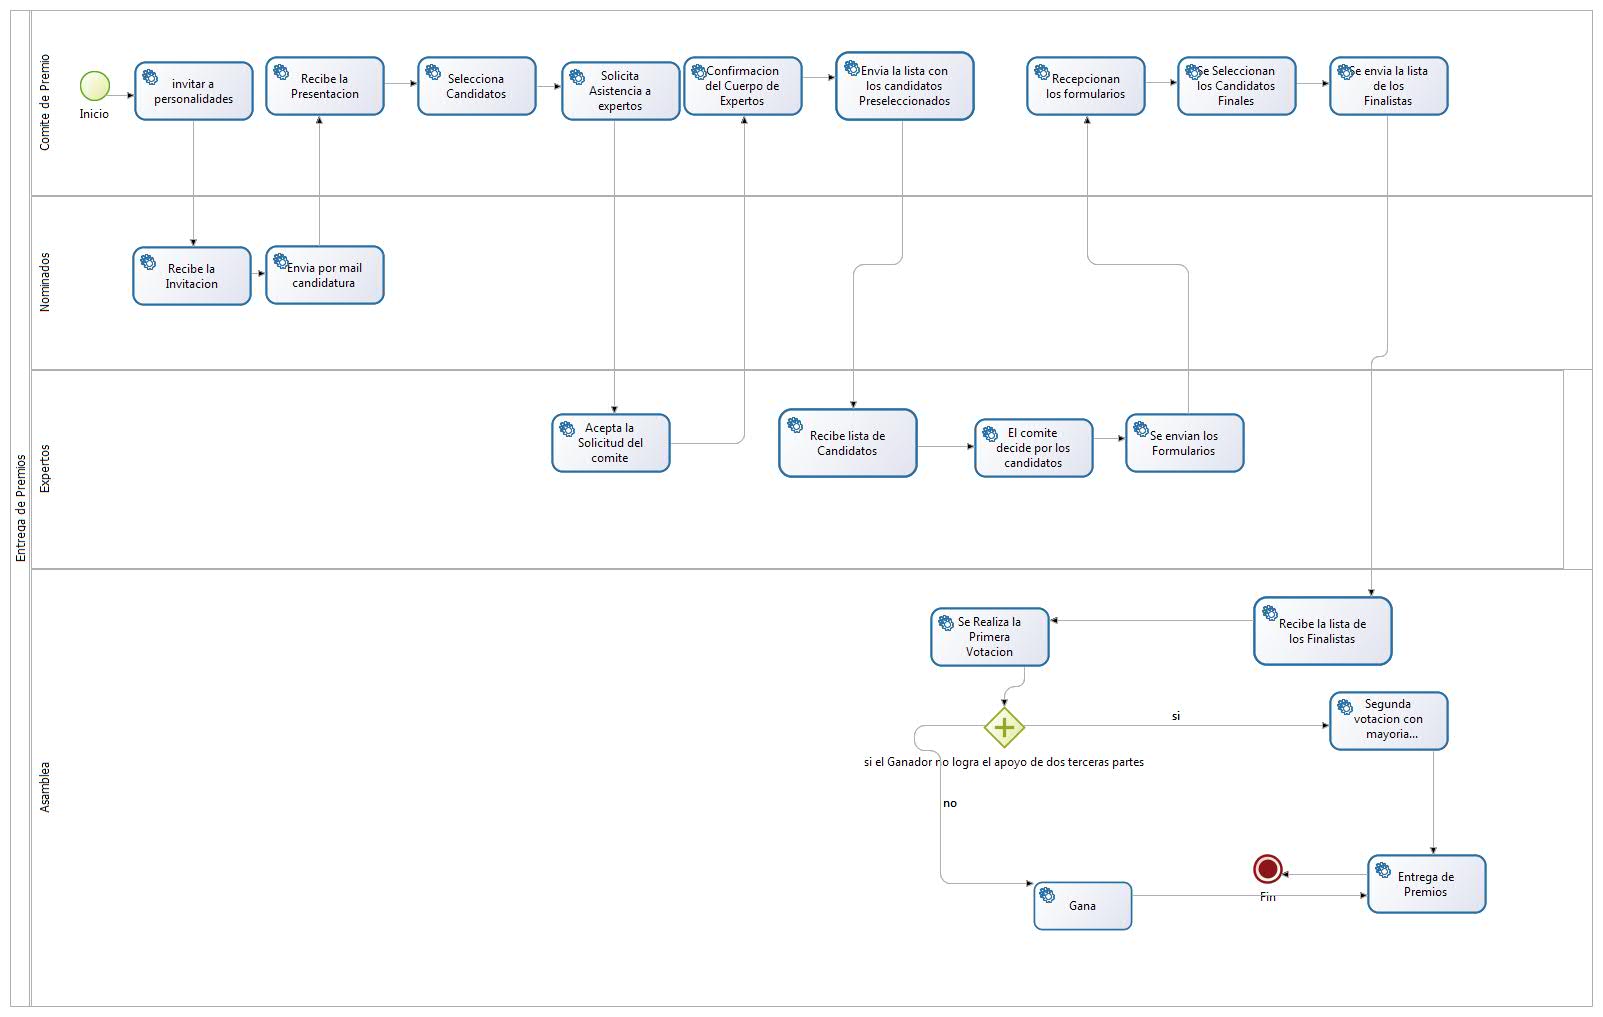 Entrega de Premios
Comite de Premio
Inicio
invitar a
personalidades
Recibe la
Presentacion
Selecciona
Candidatos
Solicita
Asistencia a
expertos
Confirmacion
del Cuerpo de
Expertos
Envia la lista con
los candidatos
Preseleccionados
Recepcionan
los formularios
Se Seleccionan
los Candidatos
Finales
Se envia la lista
de los
Finalistas
Nominados
Recibe la
Invitacion
Envia por mail
candidatura
Expertos
Acepta la
Solicitud del
comite
Recibe lista de
Candidatos
El comite
decide por los
candidatos
Se envian los
Formularios
Asamblea
Se Realiza la
Primera
Votacion
Recibe la lista de
los Finalistas
si
Segunda
votacion con
mayoria...
si el Ganador no logra el apoyo de dos terceras partes
no
Gana
Fin
Entrega de
Premios